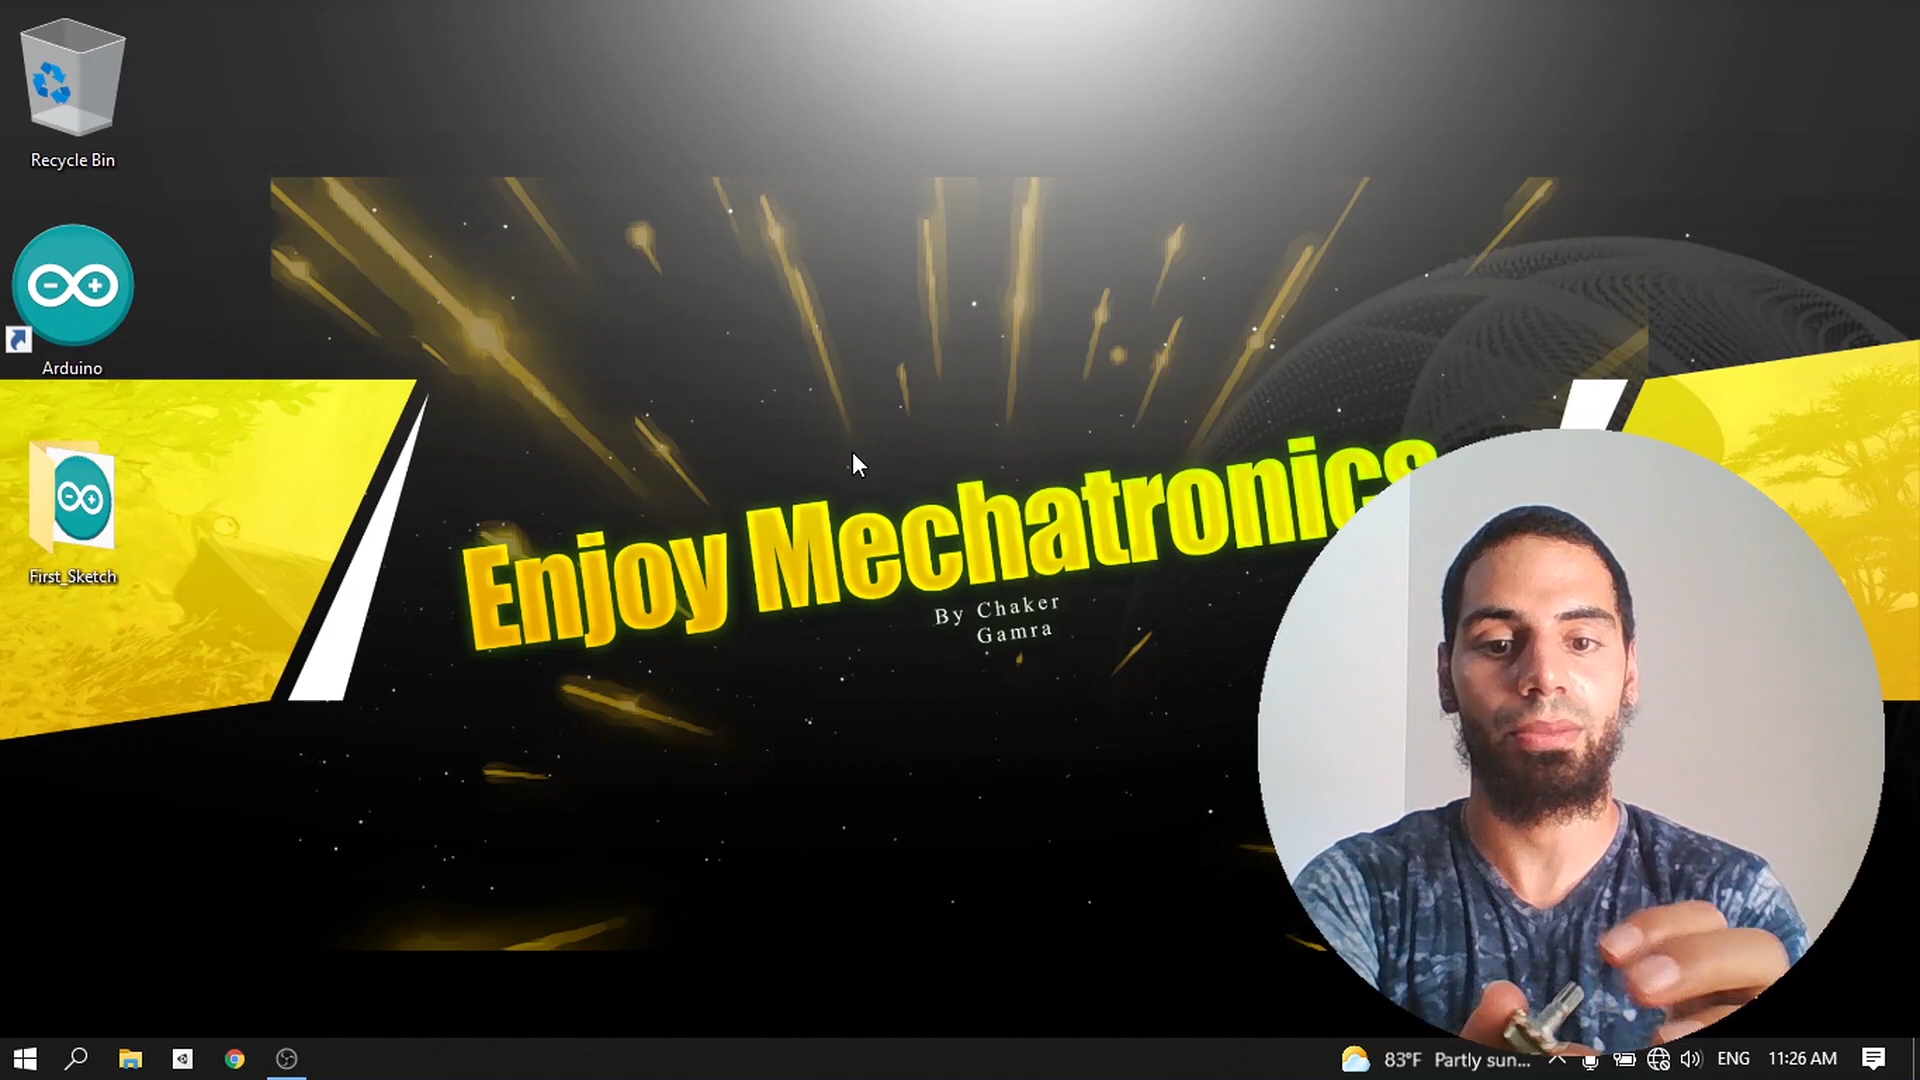 Recycle Bin
Arduino
First_Sketch
Enjoy Mechatronics
By Chaker
Gamra
83°F Partly sun...
ENG
11:26 AM